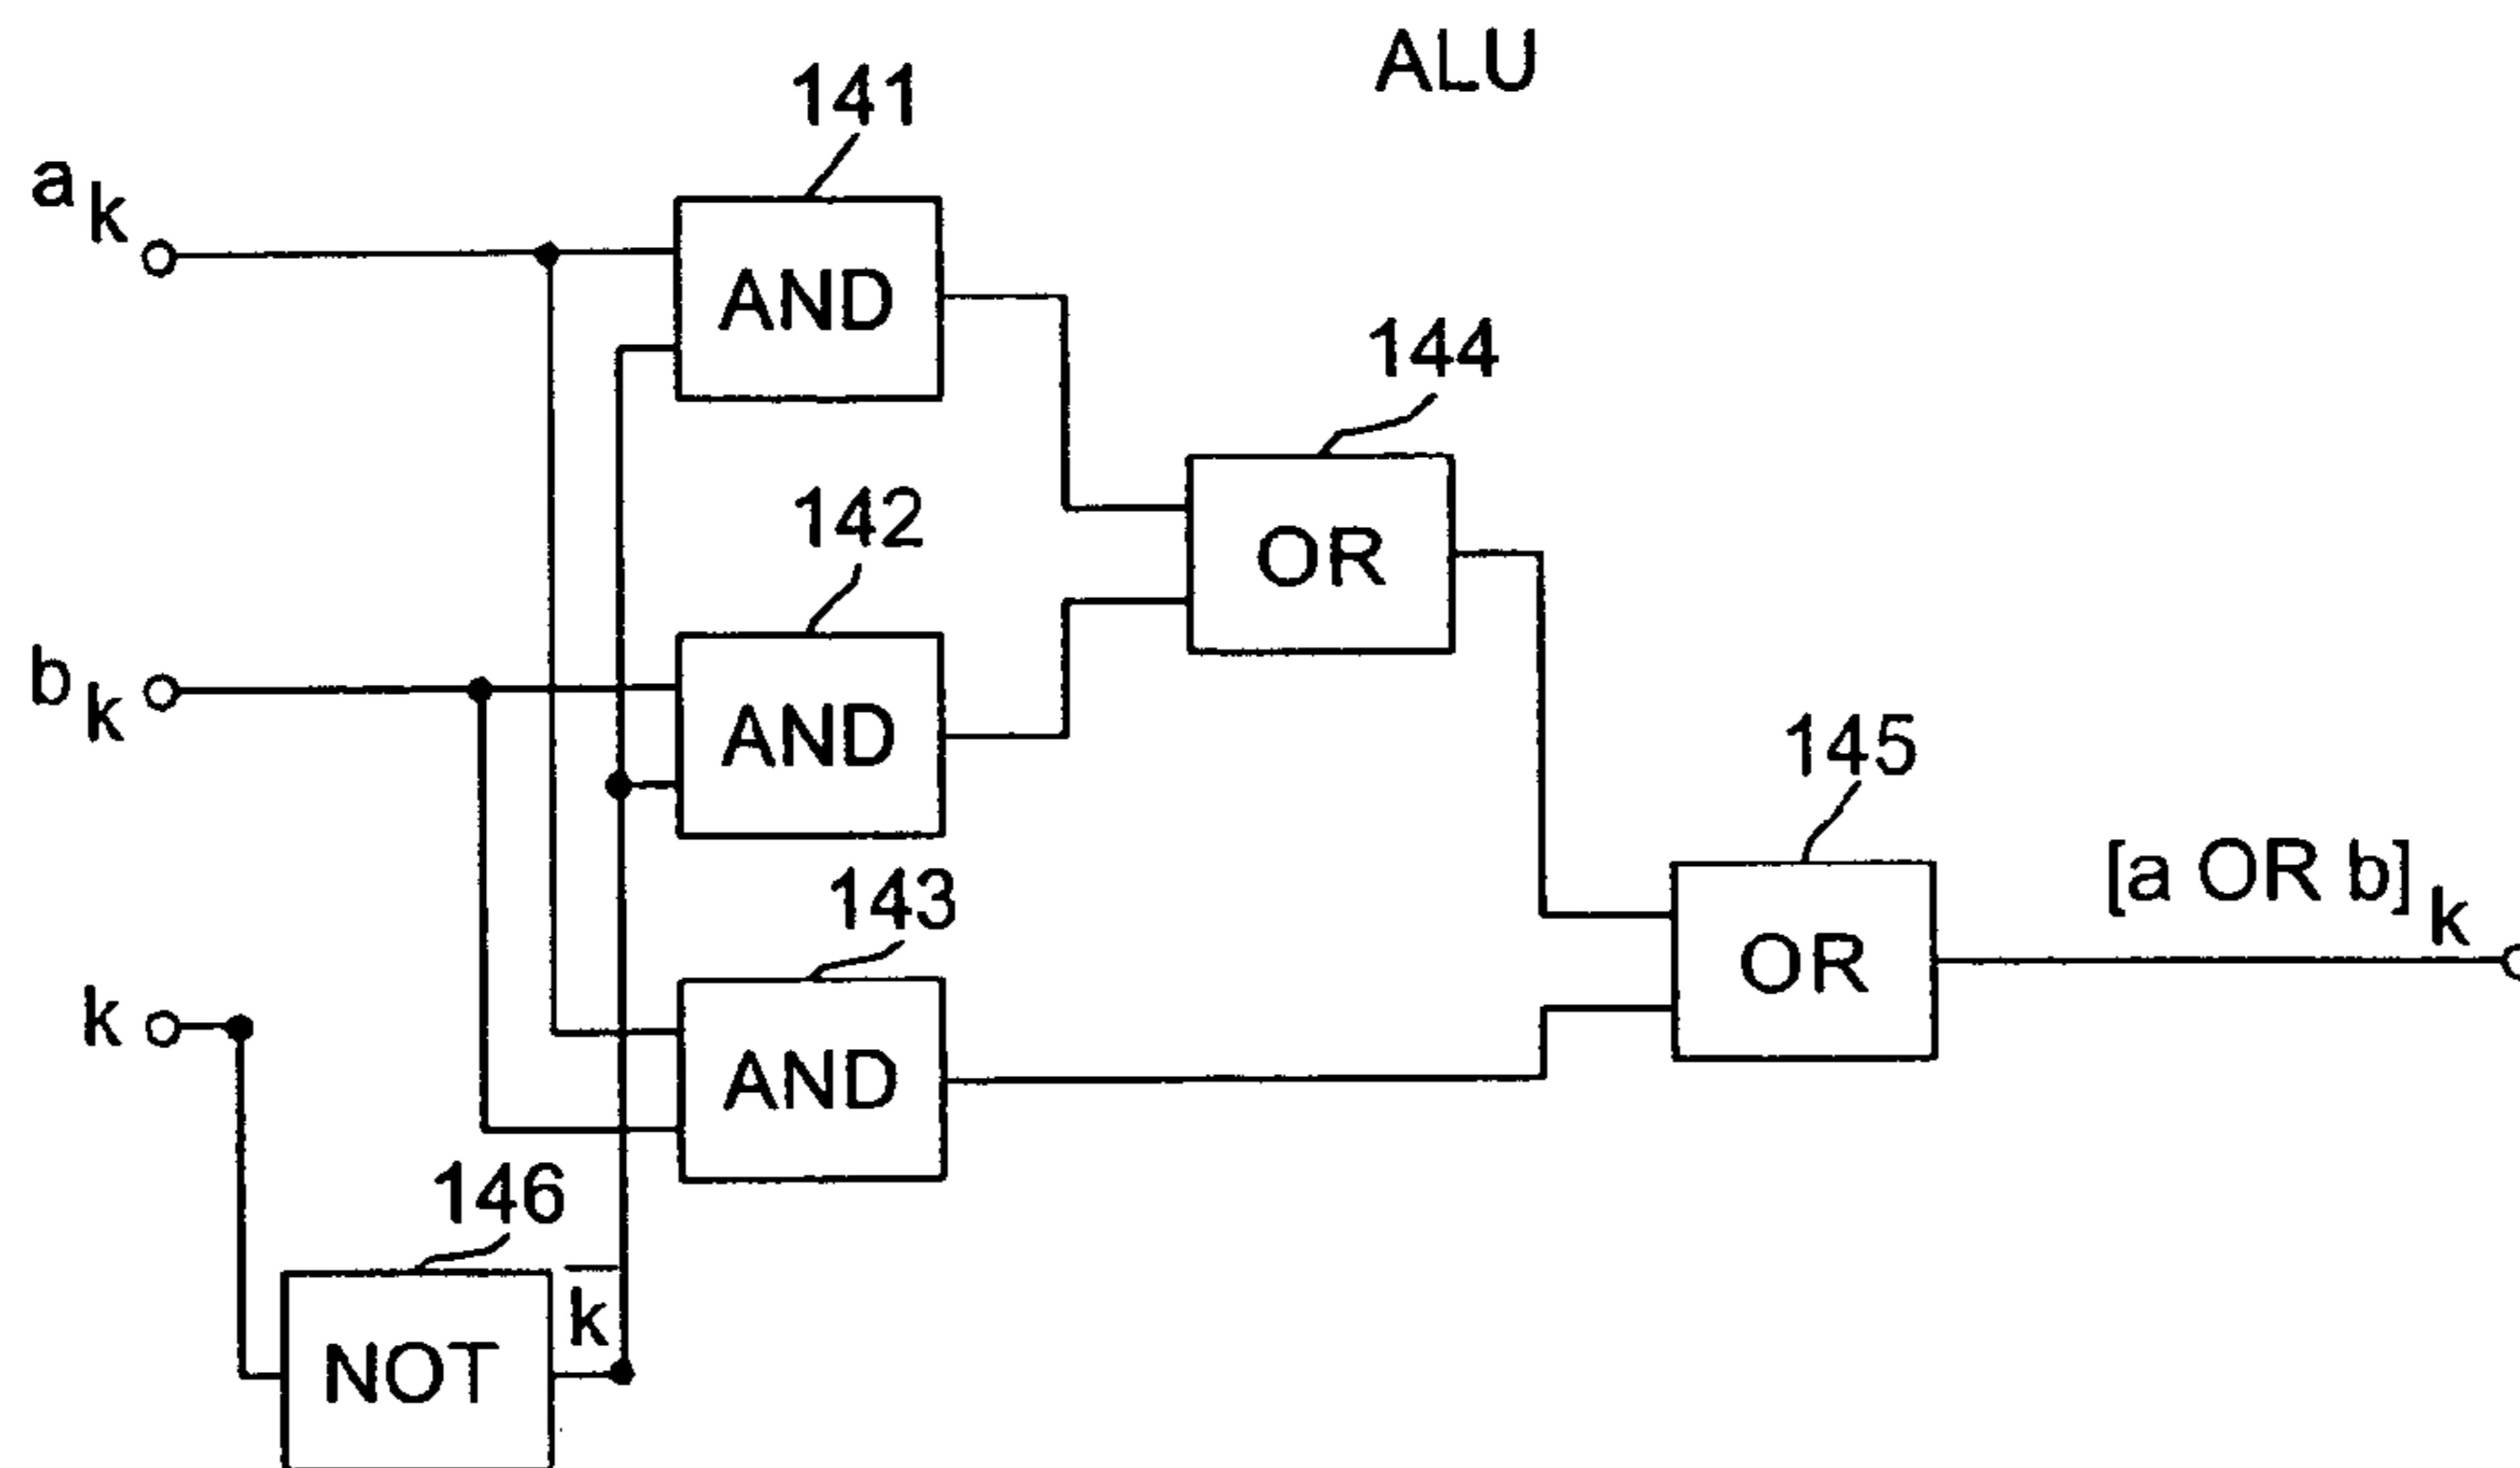 ALU
141
a k
AND
144
142
OR
b k
AND
145
143
[a OR b] k
OR
k
AND
146
k̅
NOT